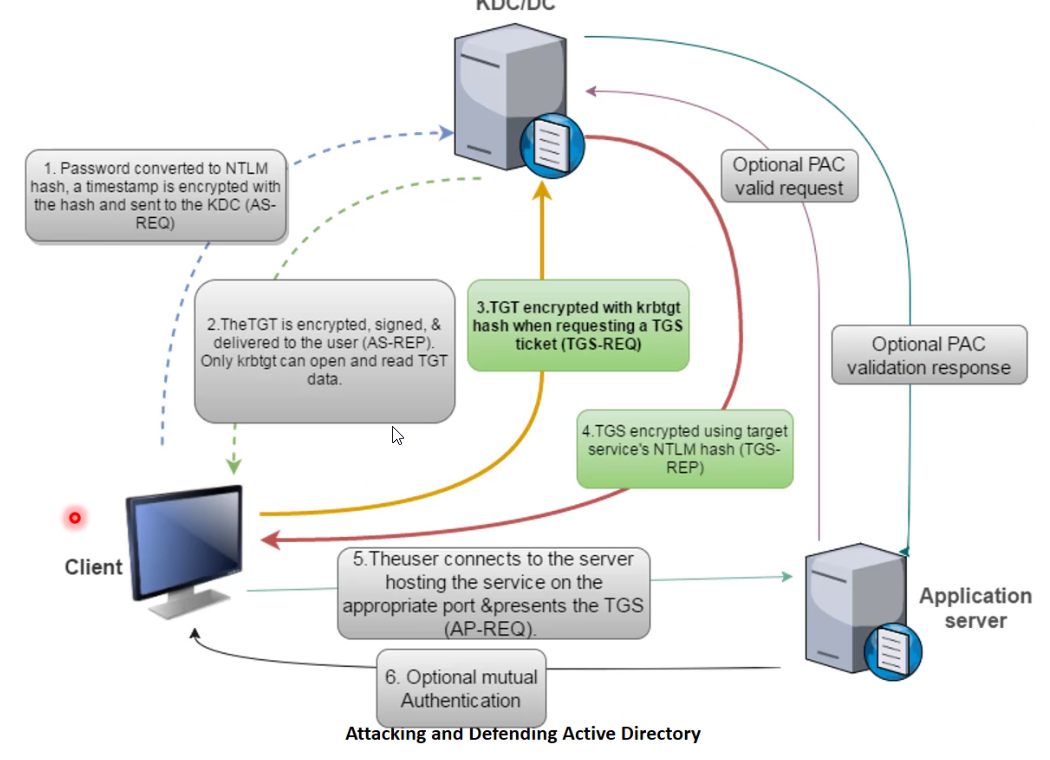 KDC/DC
1. Password converted to NTLM
hash, a timestamp is encrypted with
the hash and sent to the KDC (AS-
REQ)
Optional PAC
valid request
2.TheTGT is encrypted, signed, &
delivered to the user (AS-REP).
Only krbtgt can open and read TGT
data.
3.TGT encrypted with krbtgt
hash when requesting a TGS
ticket (TGS-REQ)
Optional PAC
validation response
4.TGS encrypted using target
service's NTLM hash (TGS-
REP)
Client
5.Theuser connects to the server
hosting the service on the
appropriate port &presents the TGS
(AP-REQ).
Application
server
6. Optional mutual
Authentication
Attacking and Defending Active Directory